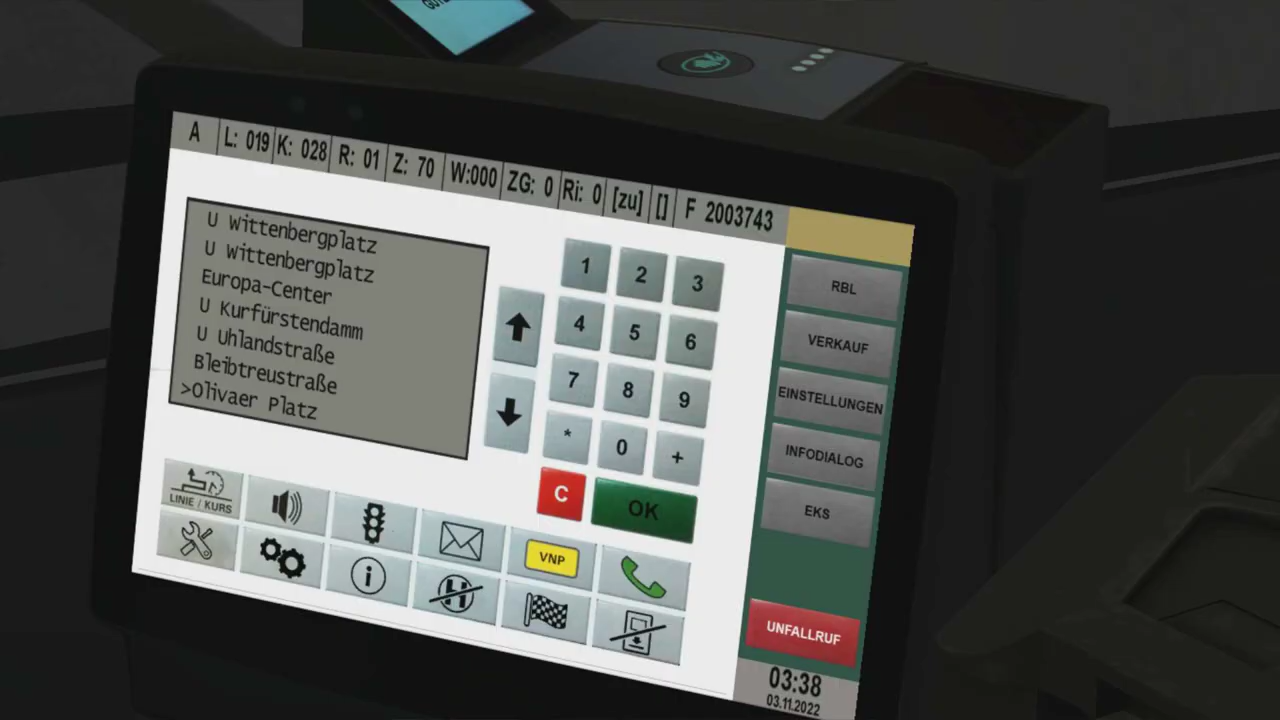 A L: 019 K: 028 R: 01 Z: 70 W:000 ZG: 0 Ri: 0 [zu] [] F 2003743
U Wittenbergplatz
U Wittenbergplatz
Europa-Center
U Kurfürstendamm
U Uhlandstraße
Bleibtreustraße
>Olivaer Platz
1 2 3
4 5 6
7 8 9
* 0 +
C OK
RBL
VERKAUF
EINSTELLUNGEN
INFODIALOG
EKS
UNFALLRUF
LINIE / KURS
VNP
i
H
03:38
03.11.2022